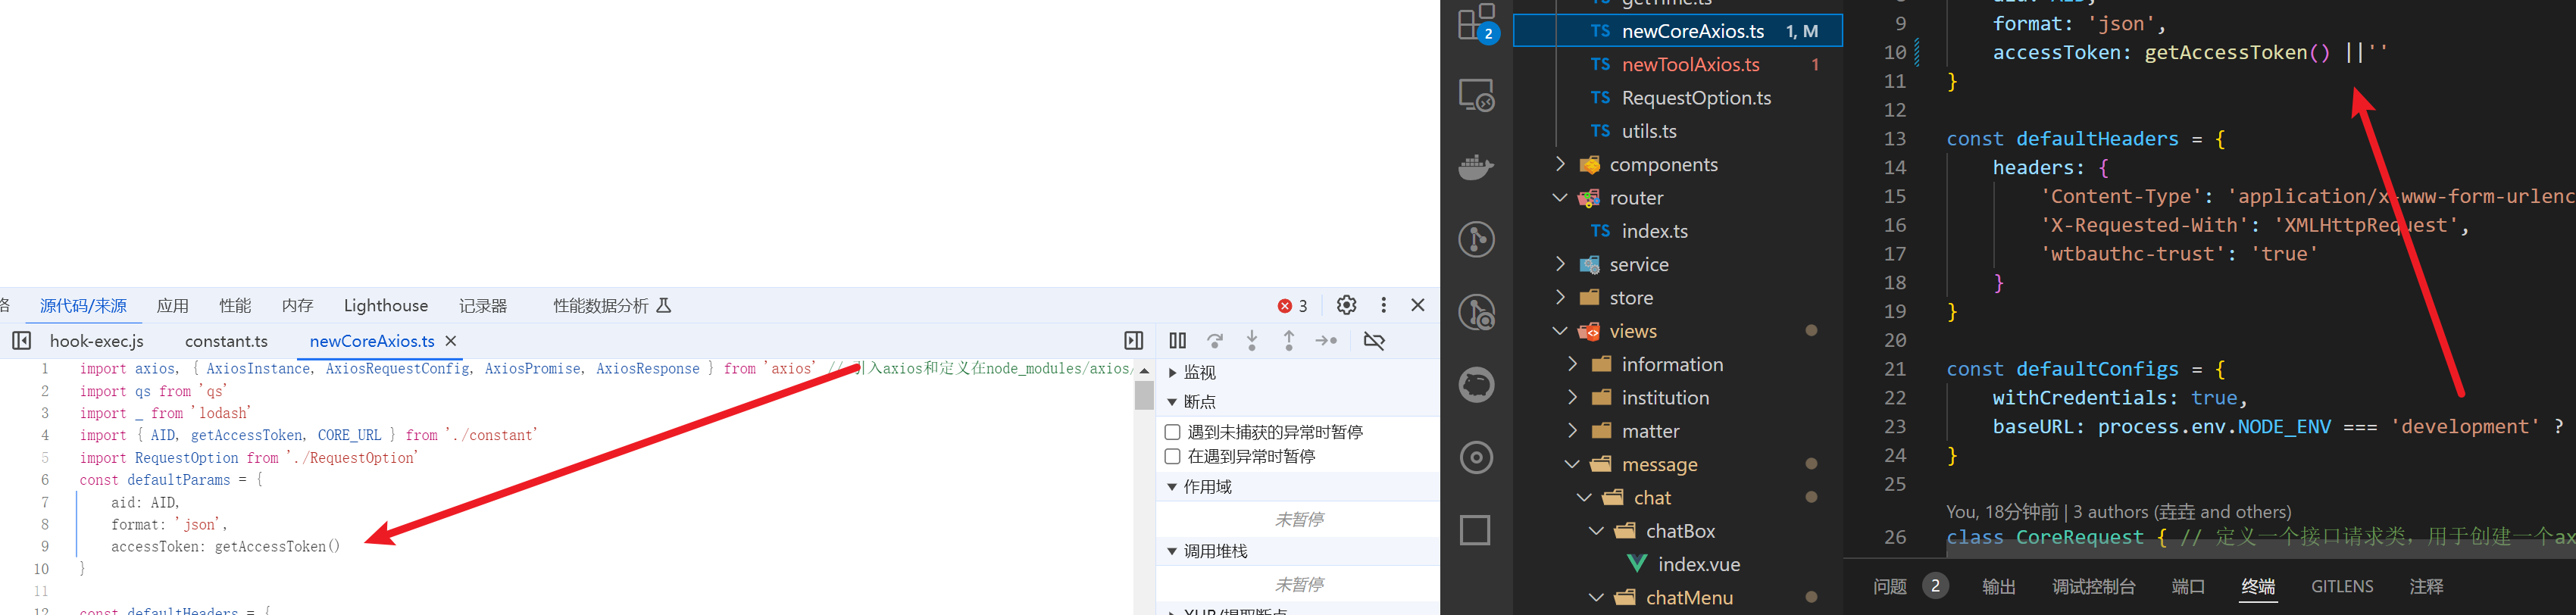 源代码/来源 应用 性能 内存 Lighthouse 记录器 性能数据分析 3
hook-exec.js constant.ts newCoreAxios.ts
1 import axios, { AxiosInstance, AxiosRequestConfig, AxiosPromise, AxiosResponse } from 'axios' // 引入axios和定义在node_modules/axios/
2 import qs from 'qs'
3 import _ from 'lodash'
4 import { AID, getAccessToken, CORE_URL } from './constant'
5 import RequestOption from './RequestOption'
6 const defaultParams = {
7 aid: AID,
8 format: 'json',
9 accessToken: getAccessToken()
10 }
11
12 const defaultHeaders = {
监视
断点
遇到未捕获的异常时暂停
在遇到异常时暂停
作用域
未暂停
调用堆栈
未暂停
XHR/提取断点
2
getTime.ts
TS newCoreAxios.ts 1, M
TS newToolAxios.ts 1
TS RequestOption.ts
TS utils.ts
components
router
TS index.ts
service
store
views
information
institution
matter
message
chat
chatBox
index.vue
chatMenu
9 format: 'json',
10 accessToken: getAccessToken() ||''
11 }
12
13 const defaultHeaders = {
14 headers: {
15 'Content-Type': 'application/x-www-form-urlenc
16 'X-Requested-With': 'XMLHttpRequest',
17 'wtbauthc-trust': 'true'
18 }
19 }
20
21 const defaultConfigs = {
22 withCredentials: true,
23 baseURL: process.env.NODE_ENV === 'development' ?
24 }
25
You, 18分钟前 | 3 authors (垚垚 and others)
26 class CoreRequest { // 定义一个接口请求类，用于创建一个ax
问题 2 输出 调试控制台 端口 终端 GITLENS 注释